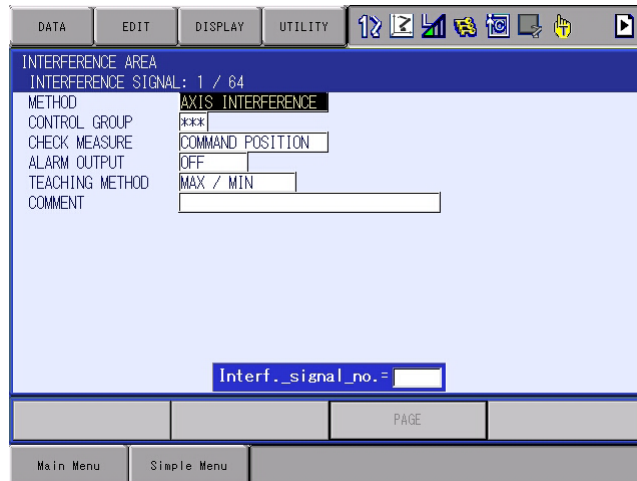 DATA EDIT DISPLAY UTILITY
INTERFERENCE AREA
INTERFERENCE SIGNAL: 1 / 64
METHOD AXIS INTERFERENCE
CONTROL GROUP ***
CHECK MEASURE COMMAND POSITION
ALARM OUTPUT OFF
TEACHING METHOD MAX / MIN
COMMENT
Interf._signal_no.=
PAGE
Main Menu Simple Menu